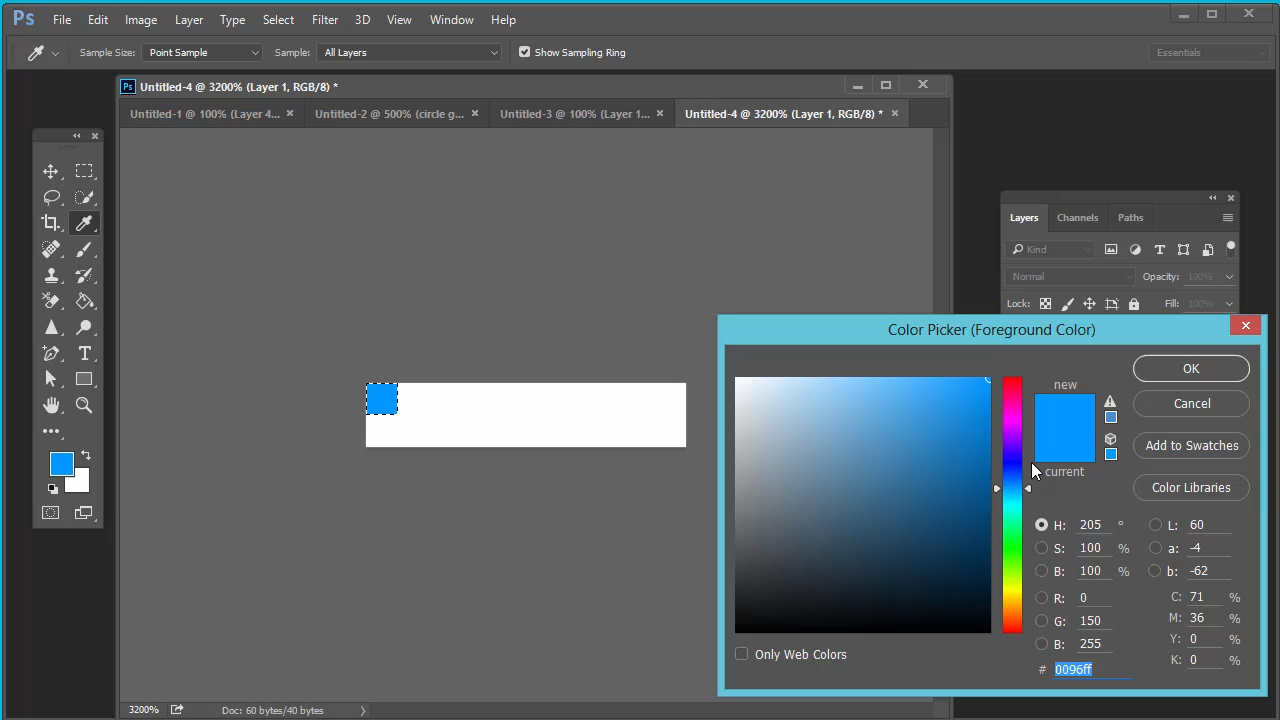 Ps File Edit Image Layer Type Select Filter 3D View Window Help
Sample Size: Point Sample Sample: All Layers Show Sampling Ring Essentials
Ps Untitled-4 @ 3200% (Layer 1, RGB/8) *
Untitled-1 @ 100% (Layer 4... Untitled-2 @ 500% (circle g... Untitled-3 @ 100% (Layer 1... Untitled-4 @ 3200% (Layer 1, RGB/8) *
Layers Channels Paths
Kind
Normal Opacity: 100%
Lock: Fill: 100%
Color Picker (Foreground Color)
OK
new
Cancel
Add to Swatches
current
Color Libraries
H: 205 ° L: 60
S: 100 % a: -4
B: 100 % b: -62
R: 0 C: 71 %
G: 150 M: 36 %
B: 255 Y: 0 %
# 0096ff K: 0 %
Only Web Colors
3200% Doc: 60 bytes/40 bytes